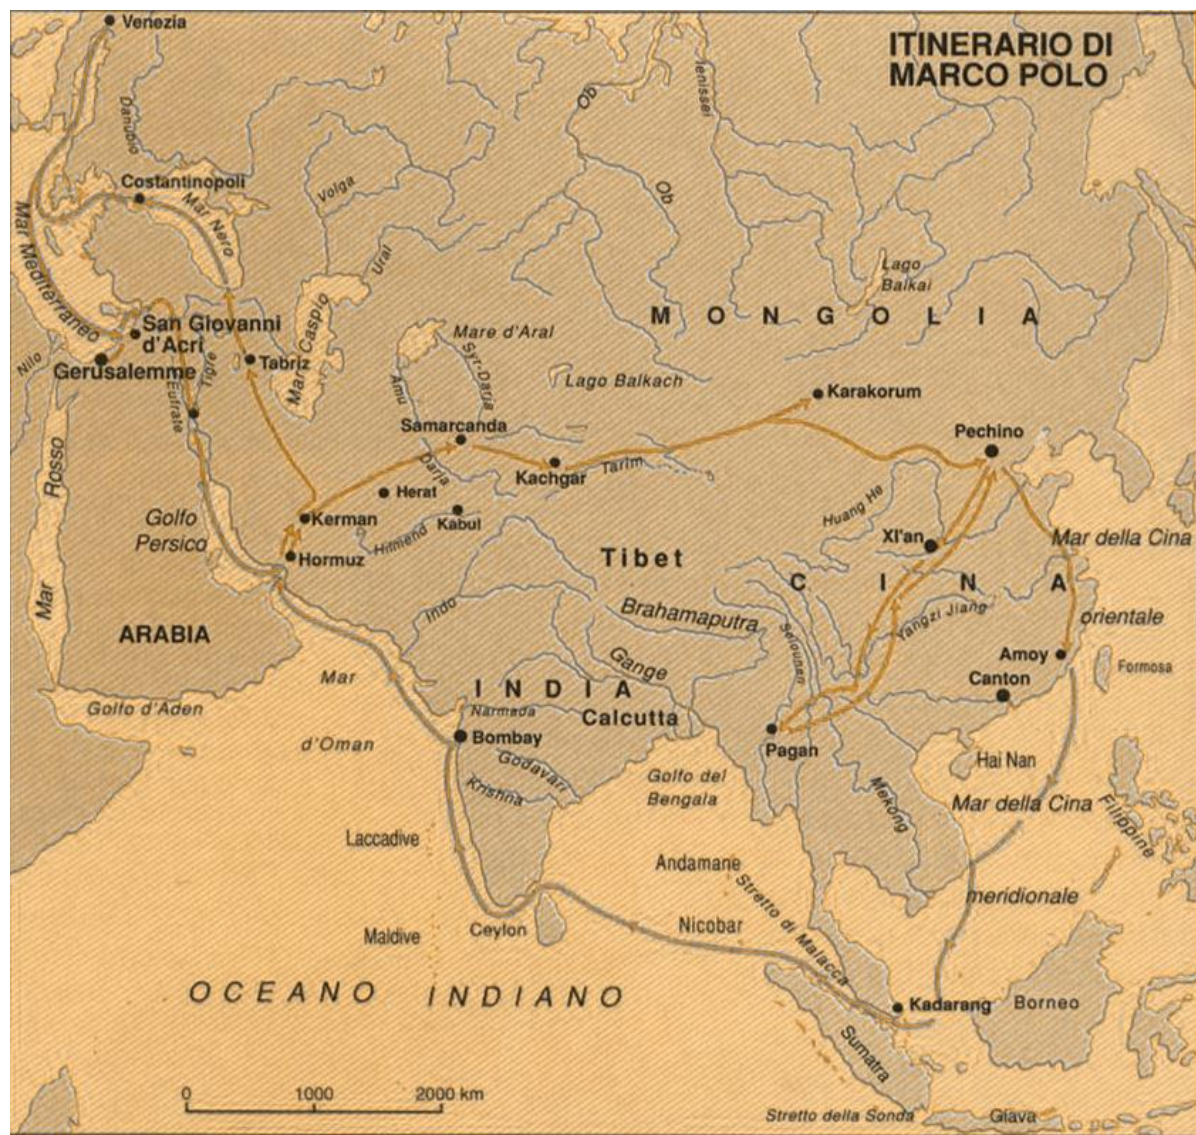 Venezia
ITINERARIO DI
MARCO POLO
Danubio
Ob
Ienissei
Costantinopoli
Volga
Ob
Mar Nero
Mar Mediterraneo
Ural
Lago
Baikai
MONGOLIA
Mar Caspio
San Giovanni
d'Acri
Mare d'Aral
Nilo
Gerusalemme
Tigre
Tabriz
Syr-Daria
Lago Balkach
Eufrate
Amu
Karakorum
Samarcanda
Pechino
Darja
Kachgar
Tarim
Rosso
Herat
Huang He
Golfo
Persico
Kerman
Kabul
Hilmend
XI'an
Mar della Cina
Hormuz
Tibet
CINA
Mar
Indo
Brahamaputra
Yangzi Jiang
orientale
ARABIA
Selouuen
Gange
Amoy
Formosa
Mar
INDIA
Canton
Golfo d'Aden
Narmada
Calcutta
d'Oman
Bombay
Pagan
Hai Nan
Godavari
Golfo del
Bengala
Krishna
Mekong
Mar della Cina
Filippine
Laccadive
Andamane
Stretto di Malacca
meridionale
Maldive
Ceylon
Nicobar
OCEANO INDIANO
Kadarang
Borneo
Sumatra
0 1000 2000 km
Stretto della Sonda
Giava